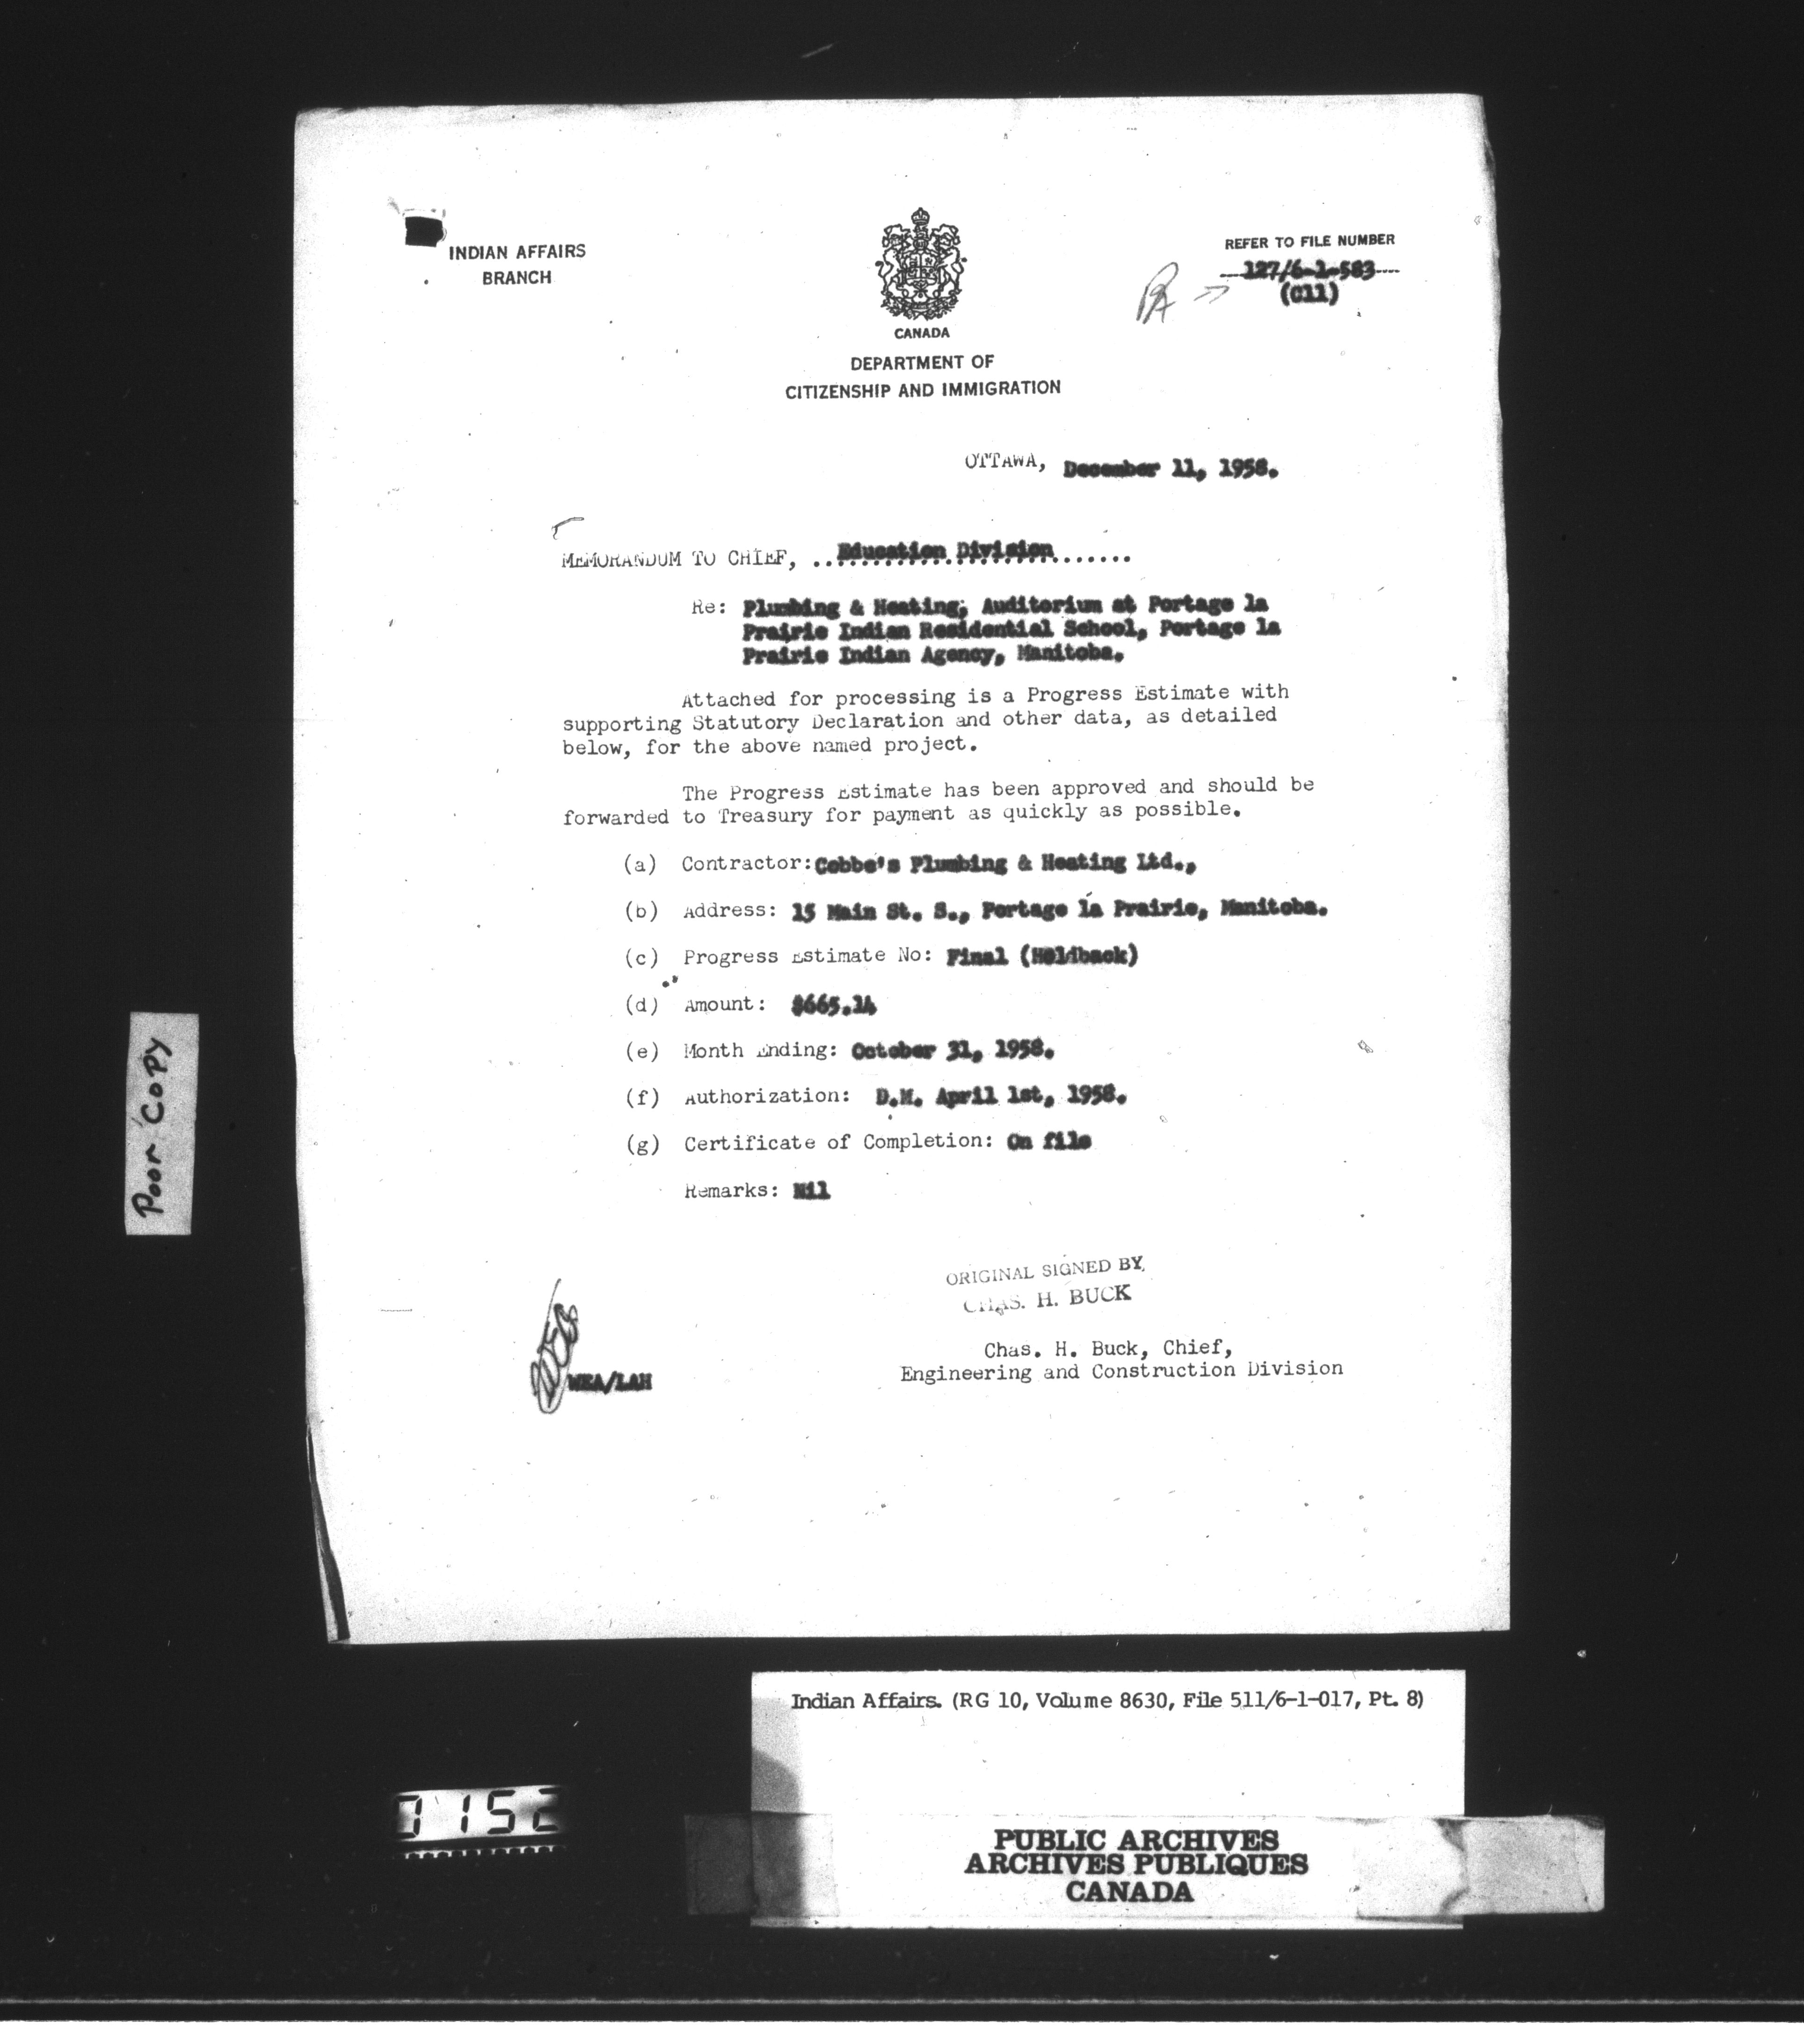 INDIAN AFFAIRS
BRANCH
CANADA
DEPARTMENT OF
CITIZENSHIP AND IMMIGRATION
REFER TO FILE NUMBER
127/6-1-583
(C11)
OTTAWA, December 11, 1958.
MEMORANDUM TO CHIEF, ..Education Division.......
Re: Plumbing & Heating, Auditorium at Portage la
Prairie Indian Residential School, Portage la
Prairie Indian Agency, Manitoba.
Attached for processing is a Progress Estimate with
supporting Statutory Declaration and other data, as detailed
below, for the above named project.
The Progress Estimate has been approved and should be
forwarded to Treasury for payment as quickly as possible.
(a) Contractor: Cobbe's Plumbing & Heating Ltd.,
(b) Address: 15 Main St. S., Portage la Prairie, Manitoba.
(c) Progress Estimate No: Final (Holdback)
(d) Amount: $665.14
(e) Month Ending: October 31, 1958.
(f) Authorization: D.M. April 1st, 1958.
(g) Certificate of Completion: On file
Remarks: Nil
ORIGINAL SIGNED BY
CHAS. H. BUCK
Chas. H. Buck, Chief,
Engineering and Construction Division
WEA/LAH
Poor Copy
Indian Affairs. (RG 10, Volume 8630, File 511/6-1-017, Pt. 8)
0152
PUBLIC ARCHIVES
ARCHIVES PUBLIQUES
CANADA